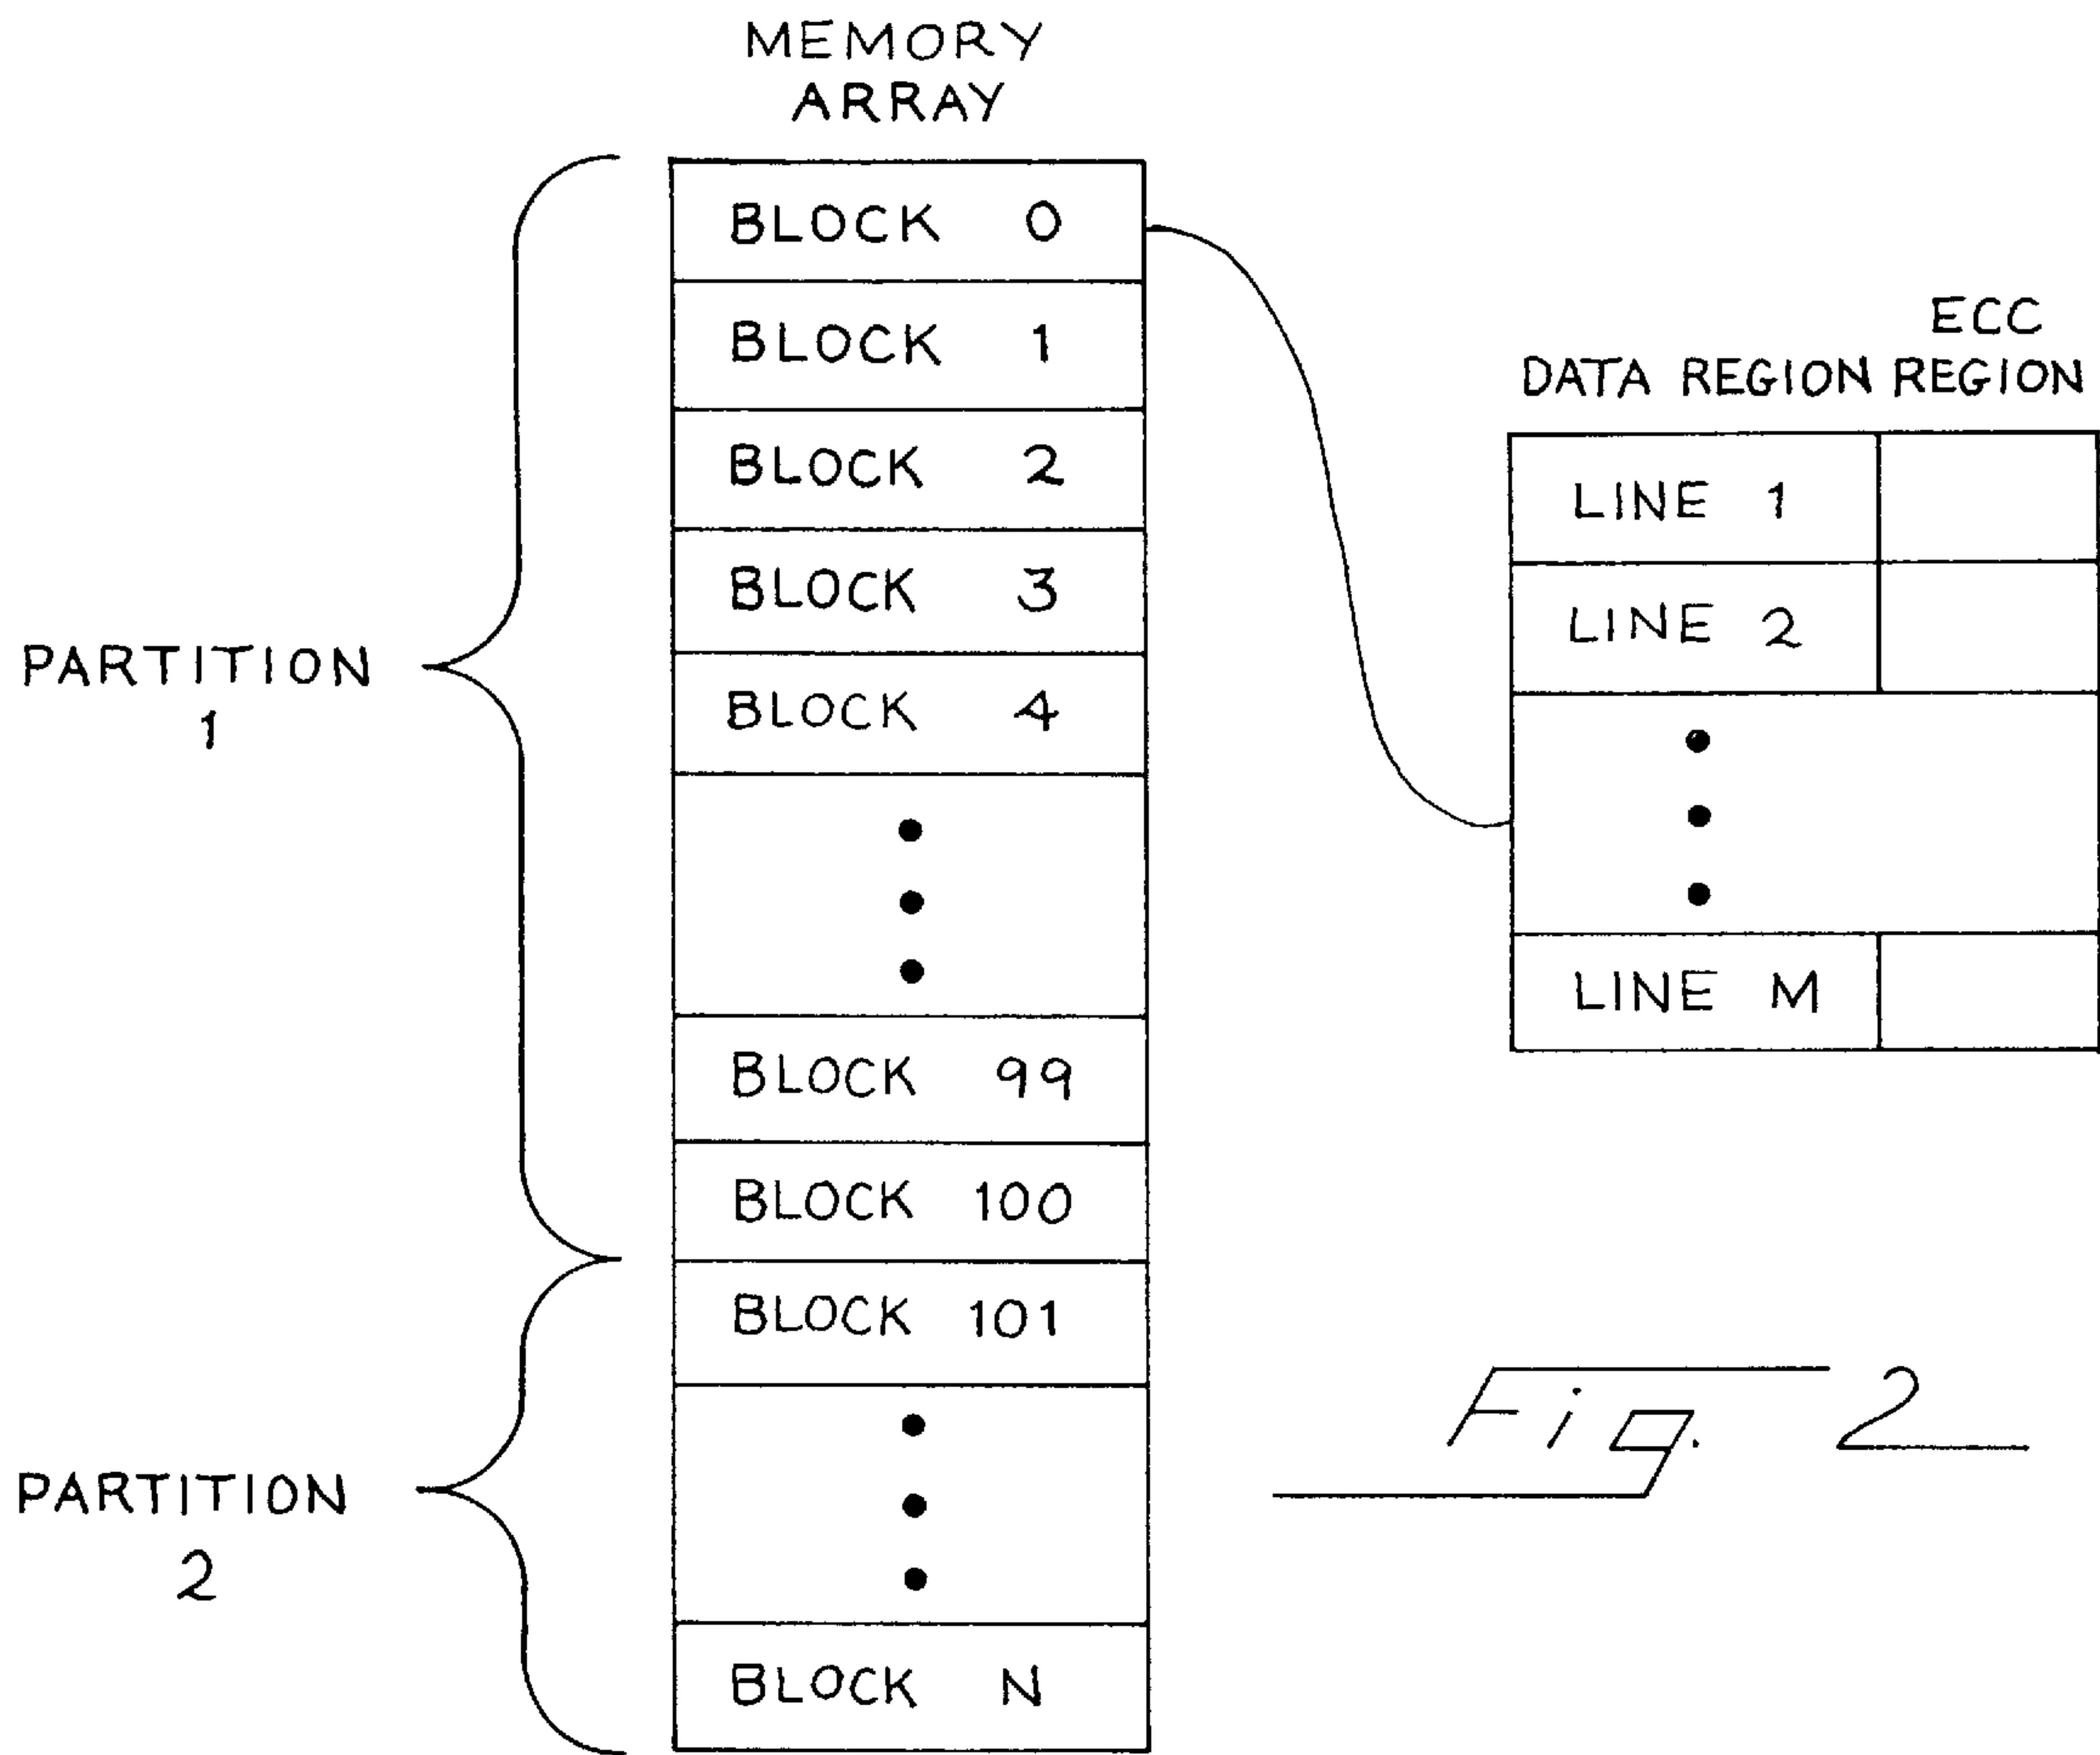 MEMORY
ARRAY
BLOCK 0
BLOCK 1
BLOCK 2
BLOCK 3
BLOCK 4
BLOCK 99
BLOCK 100
BLOCK 101
BLOCK N
PARTITION
1
PARTITION
2
ECC
DATA REGION REGION
LINE 1
LINE 2
LINE M
Fig. 2